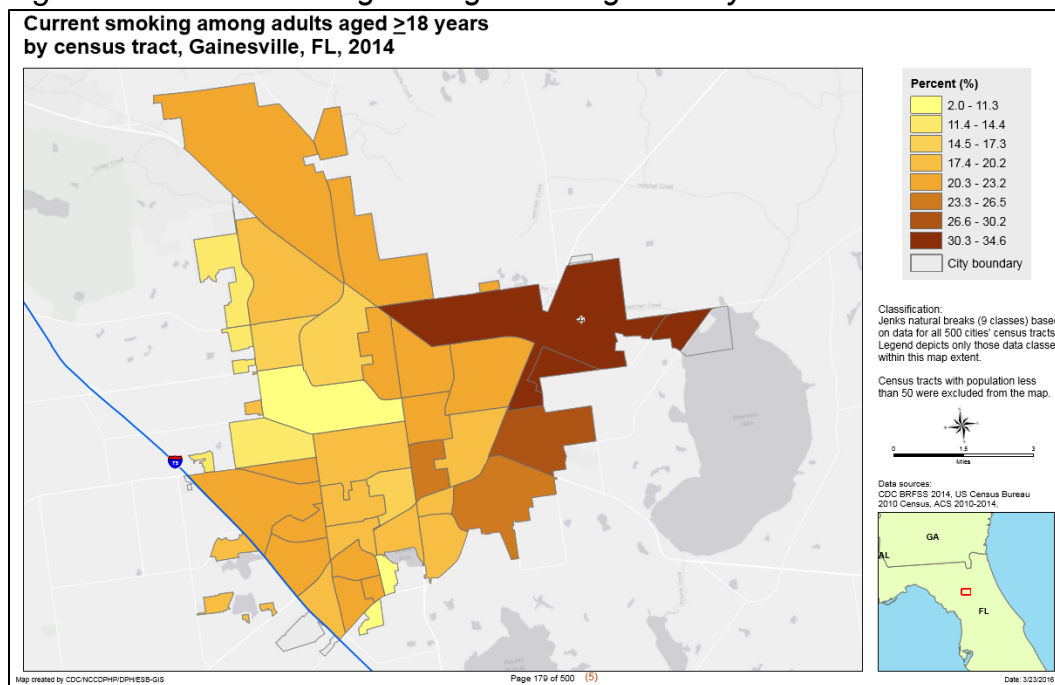 Current smoking among adults aged >18 years
by census tract, Gainesville, FL, 2014
Percent (%)
2.0 - 11.3
11.4 - 14.4
14.5 - 17.3
17.4 - 20.2
20.3 - 23.2
23.3 - 26.5
26.6 - 30.2
30.3 - 34.6
City boundary
Classification:
Jenks natural breaks (9 classes) base
on data for all 500 cities' census tracts
Legend depicts only those data classe
within this map extent.
Census tracts with population less
than 50 were excluded from the map.
0 1.5 3
Miles
Data sources:
CDC BRFSS 2014, US Census Bureau
2010 Census, ACS 2010-2014,
75
Hatchet Creek
GA
AL
FL
Map created by CDC/NCCDPHP/DPH/ESB-GIS
Page 179 of 500 (5)
Date: 3/23/2016